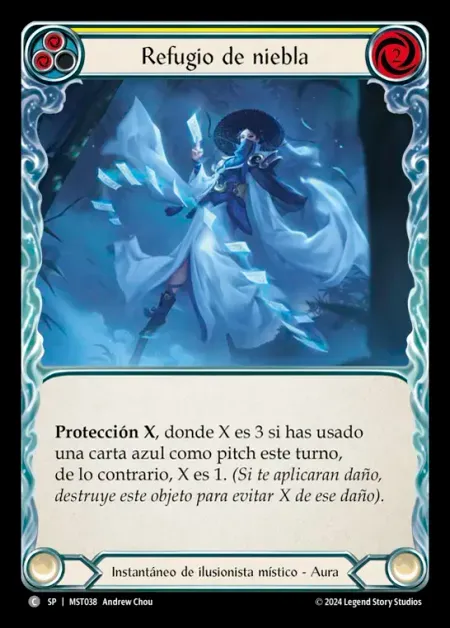 Refugio de niebla
2
Protección X, donde X es 3 si has usado
una carta azul como pitch este turno,
de lo contrario, X es 1. (Si te aplicaran daño,
destruye este objeto para evitar X de ese daño).
Instantáneo de ilusionista místico - Aura
C SP | MST038 Andrew Chou
© 2024 Legend Story Studios